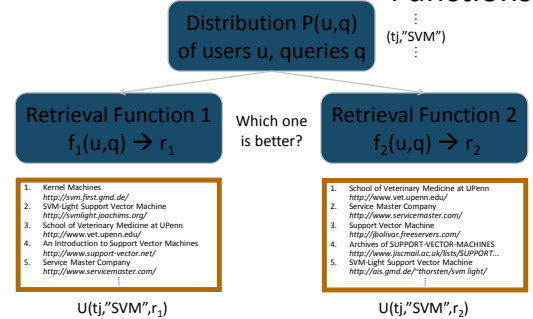 Functions
Distribution P(u,q)
of users u, queries q
⋮
(tj,"SVM")
⋮
Retrieval Function 1
f₁(u,q) → r₁
Which one
is better?
Retrieval Function 2
f₂(u,q) → r₂
1. Kernel Machines
http://svm.first.gmd.de/
2. SVM-Light Support Vector Machine
http://svmlight.joachims.org/
3. School of Veterinary Medicine at UPenn
http://www.vet.upenn.edu/
4. An Introduction to Support Vector Machines
http://www.support-vector.net/
5. Service Master Company
http://www.servicemaster.com/
⋮
1. School of Veterinary Medicine at UPenn
http://www.vet.upenn.edu/
2. Service Master Company
http://www.servicemaster.com/
3. Support Vector Machine
http://jbolivar.freeservers.com/
4. Archives of SUPPORT-VECTOR-MACHINES
http://www.jiscmail.ac.uk/lists/SUPPORT...
5. SVM-Light Support Vector Machine
http://ais.gmd.de/~thorsten/svm light/
⋮
U(tj,"SVM",r₁)
U(tj,"SVM",r₂)